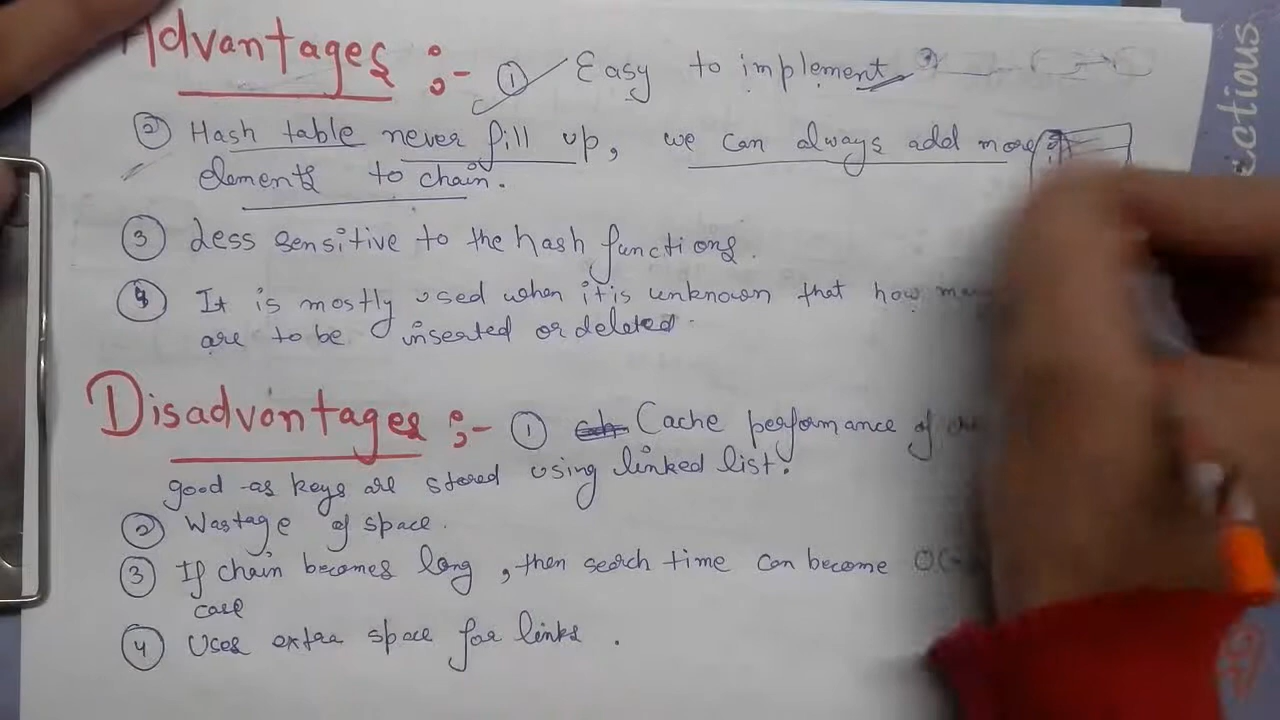 Advantages :- ① Easy to implement
② Hash table never fill up, we can always add more
elements to chain.
③ Less sensitive to the hash functions.
④ It is mostly used when it is unknown that how
are to be inserted or deleted.
Disadvantages :- ① Cache performance of
good as keys are stored using linked list.
② Wastage of space.
③ If chain becomes long, then search time can become
case
④ Uses extra space for links.
ctions